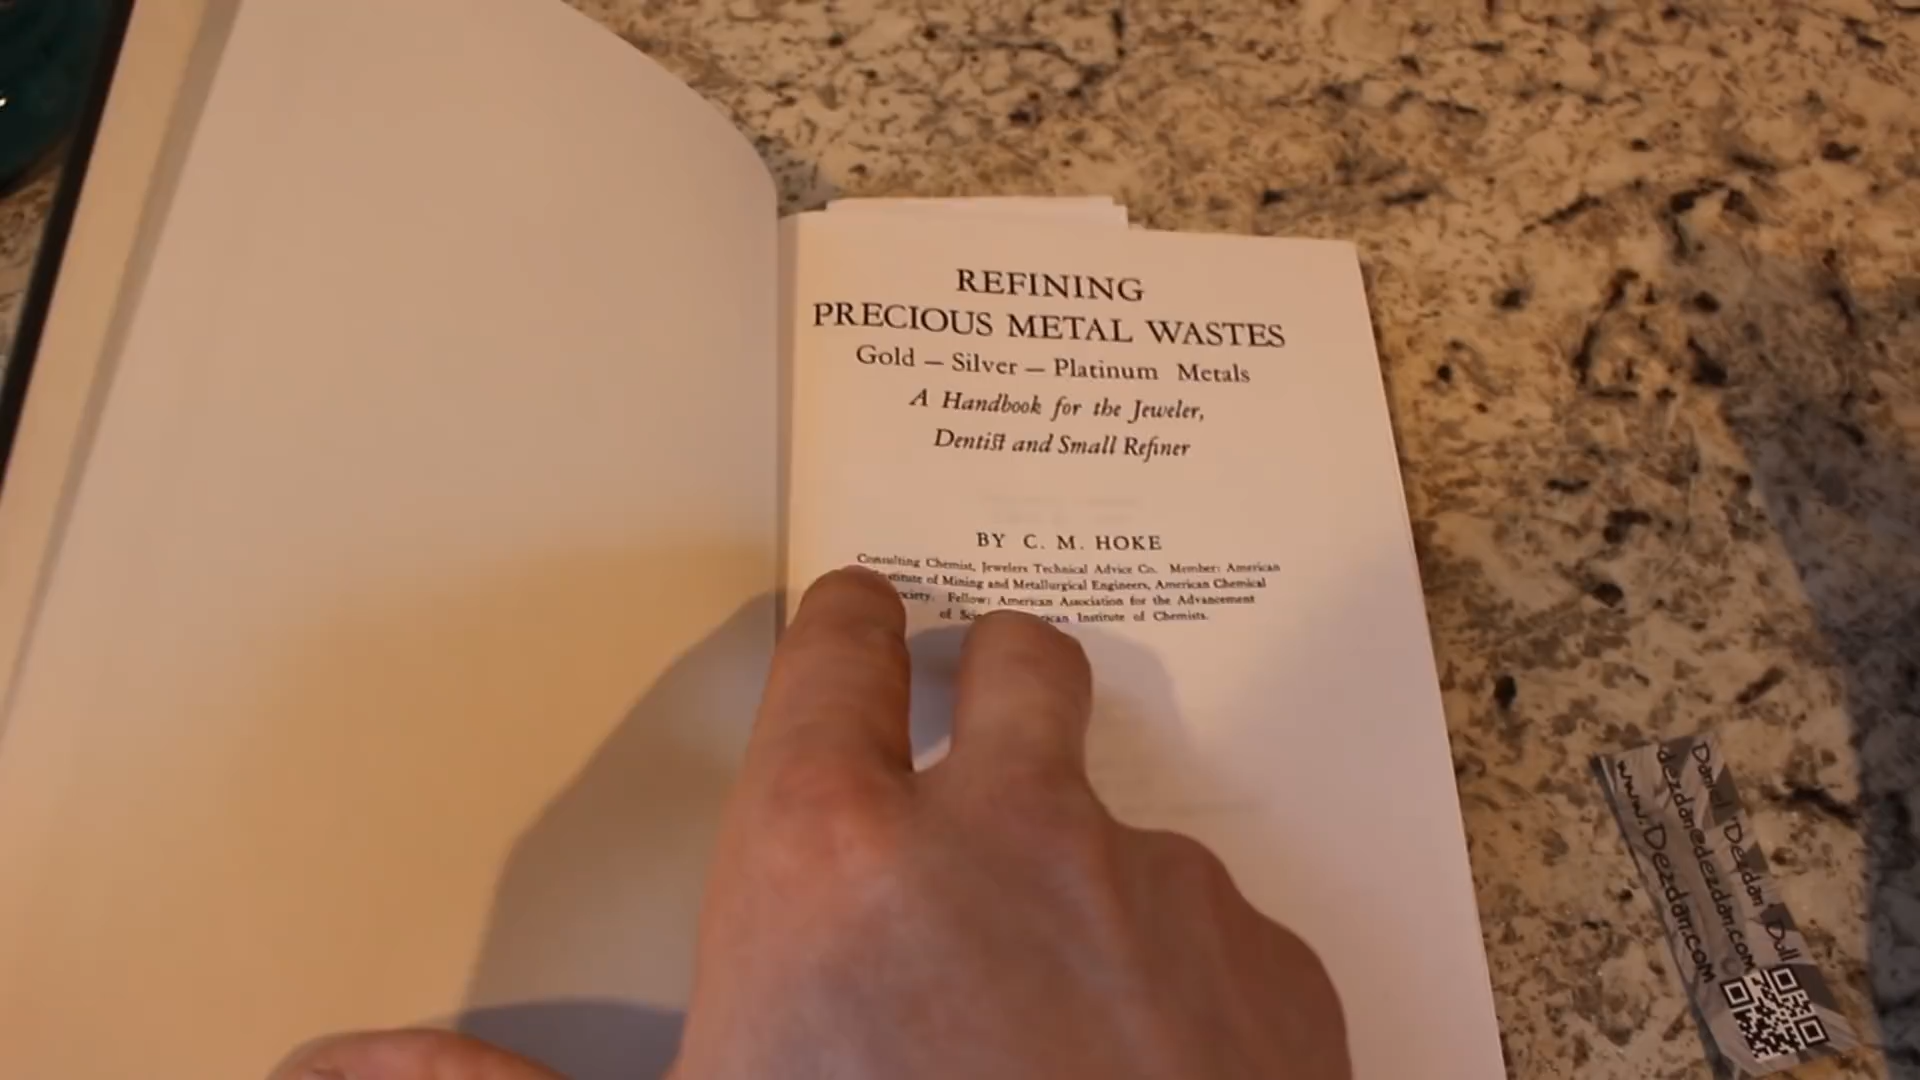 REFINING
PRECIOUS METAL WASTES
Gold — Silver — Platinum Metals
A Handbook for the Jeweler,
Dentist and Small Refiner
BY C. M. HOKE
Consulting Chemist, Jewelers Technical Advice Co. Member: American
of Mining and Metallurgical Engineers, American Chemical
Fellow: American Association for the Advancement
of Institute of Chemists.
Daniel "Dezdan" Dull
dezdan@dezdan.com
www.Dezdan.com